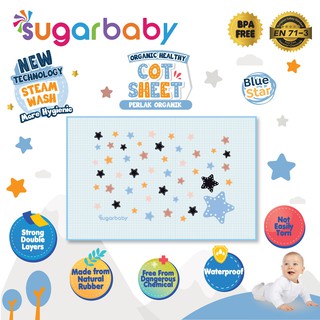 sugarbaby
BPA
FREE
EN 71-3
NEW
TECHNOLOGY
STEAM
WASH
More Hygienic
ORGANIC HEALTHY
COT
SHEET
PERLAK ORGANIK
Blue
Star
sugarbaby
Strong
Double
Layers
Not
Easily
Torn
Made from
Natural
Rubber
Free From
Dangerous
Chemical
Waterproof